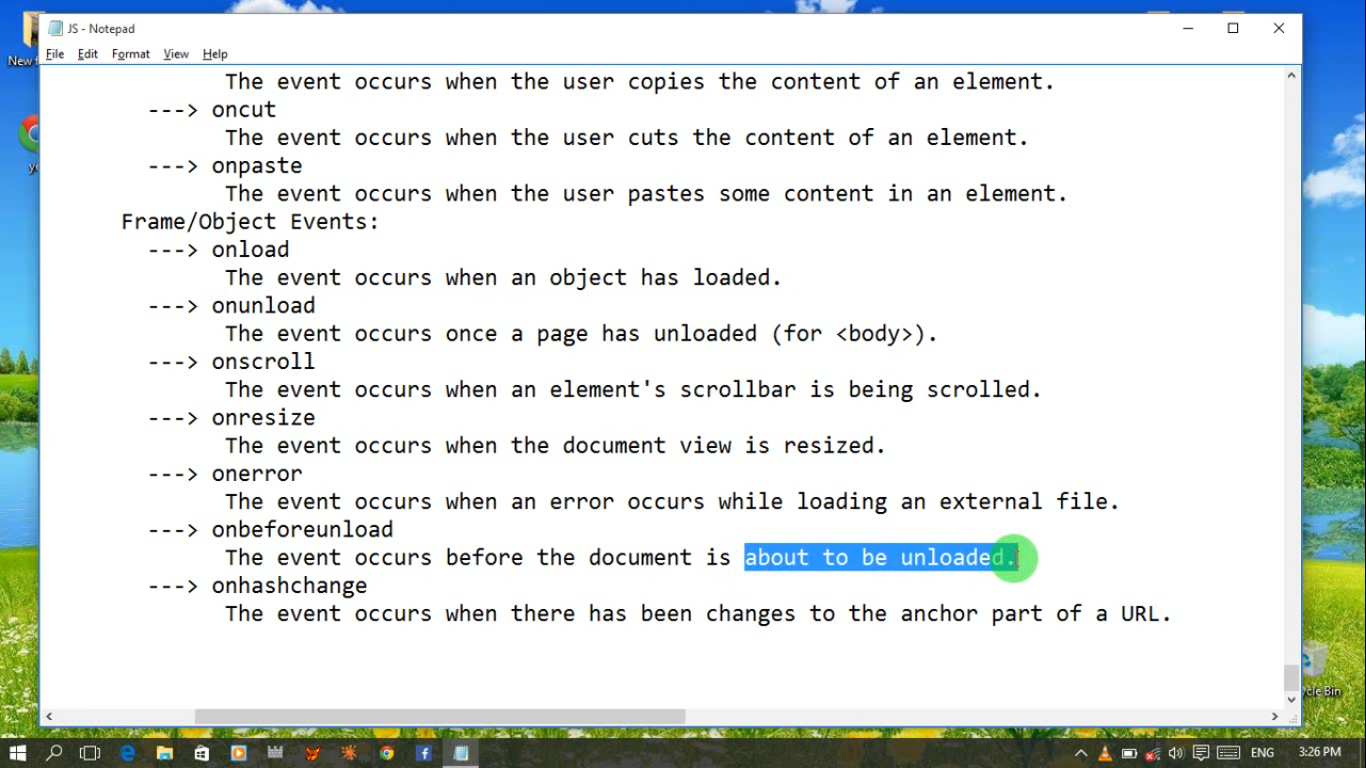 JS - Notepad
File Edit Format View Help
The event occurs when the user copies the content of an element.
---> oncut
The event occurs when the user cuts the content of an element.
---> onpaste
The event occurs when the user pastes some content in an element.
Frame/Object Events:
---> onload
The event occurs when an object has loaded.
---> onunload
The event occurs once a page has unloaded (for <body>).
---> onscroll
The event occurs when an element's scrollbar is being scrolled.
---> onresize
The event occurs when the document view is resized.
---> onerror
The event occurs when an error occurs while loading an external file.
---> onbeforeunload
The event occurs before the document is about to be unloaded.
---> onhashchange
The event occurs when there has been changes to the anchor part of a URL.
New
Bin
ENG
3:26 PM